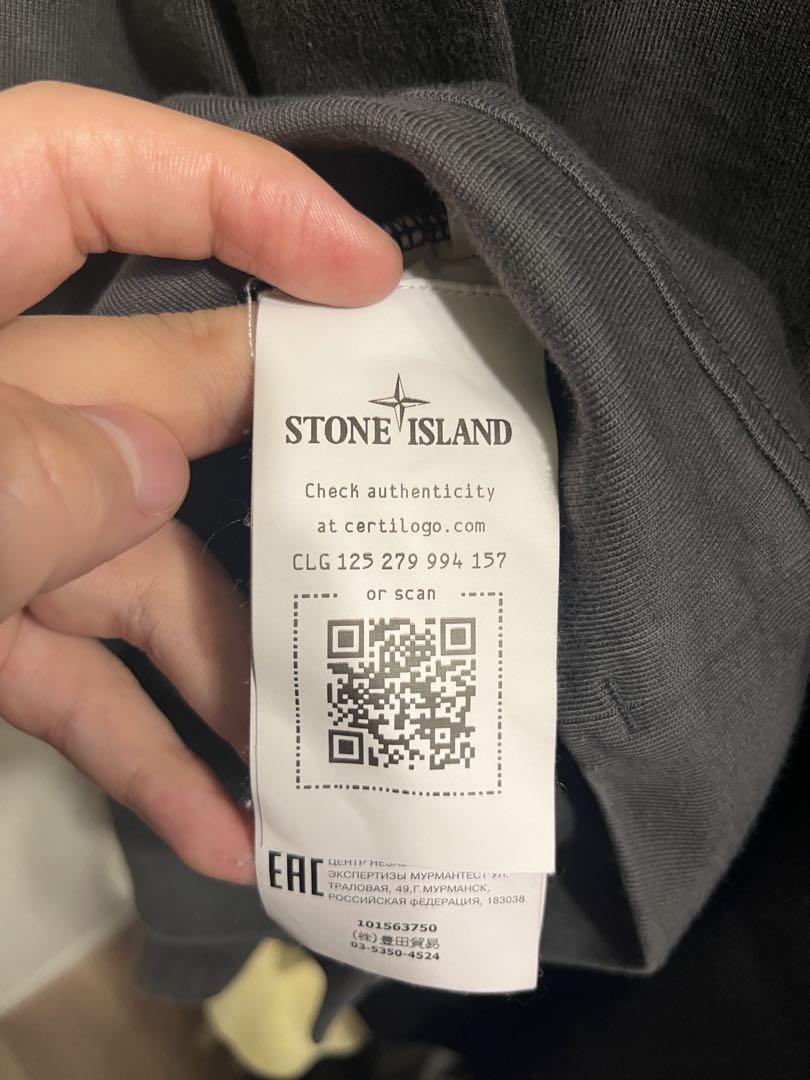 STONE ISLAND
Check authenticity
at certilogo.com
CLG 125 279 994 157
or scan
EAC
ЭКСПЕРТИЗЫ МУРМАНТЕСТ УЛ.
ТРАЛОВАЯ, 49,Г.МУРМАНСК,
РОССИЙСКАЯ ФЕДЕРАЦИЯ, 183038
101563750
(株)豊田貿易
03-5350-4524